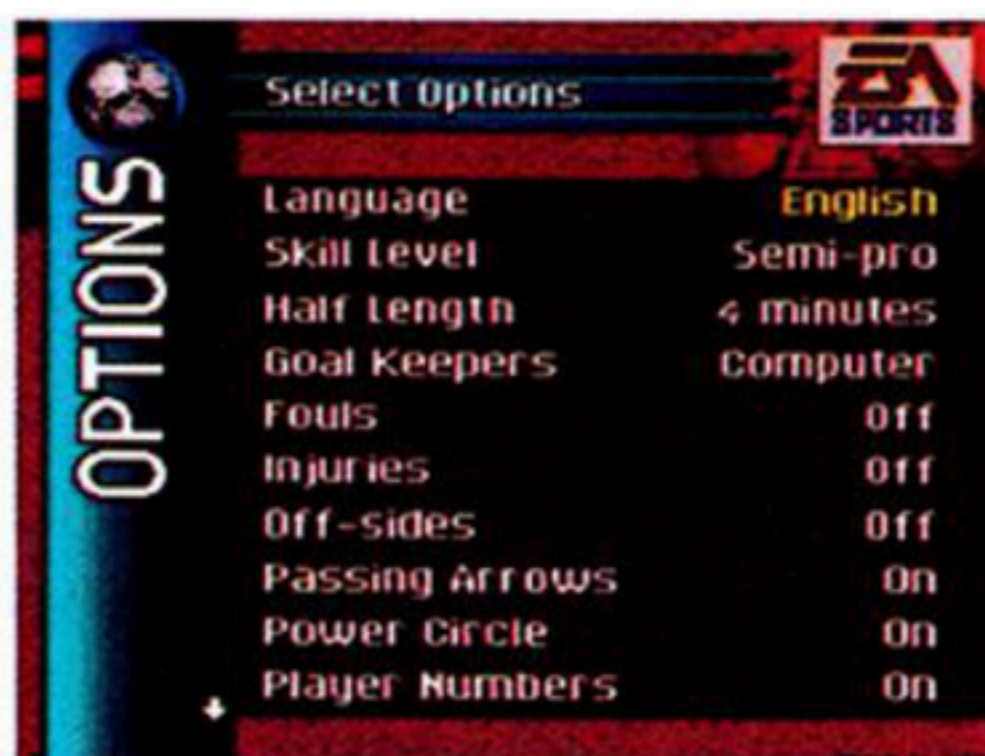 OPTIONS
Select Options
EA
SPORTS
Language English
Skill Level Semi-pro
Half Length 4 minutes
Goal Keepers Computer
Fouls Off
Injuries Off
Off-sides Off
Passing Arrows On
Power Circle On
Player Numbers On